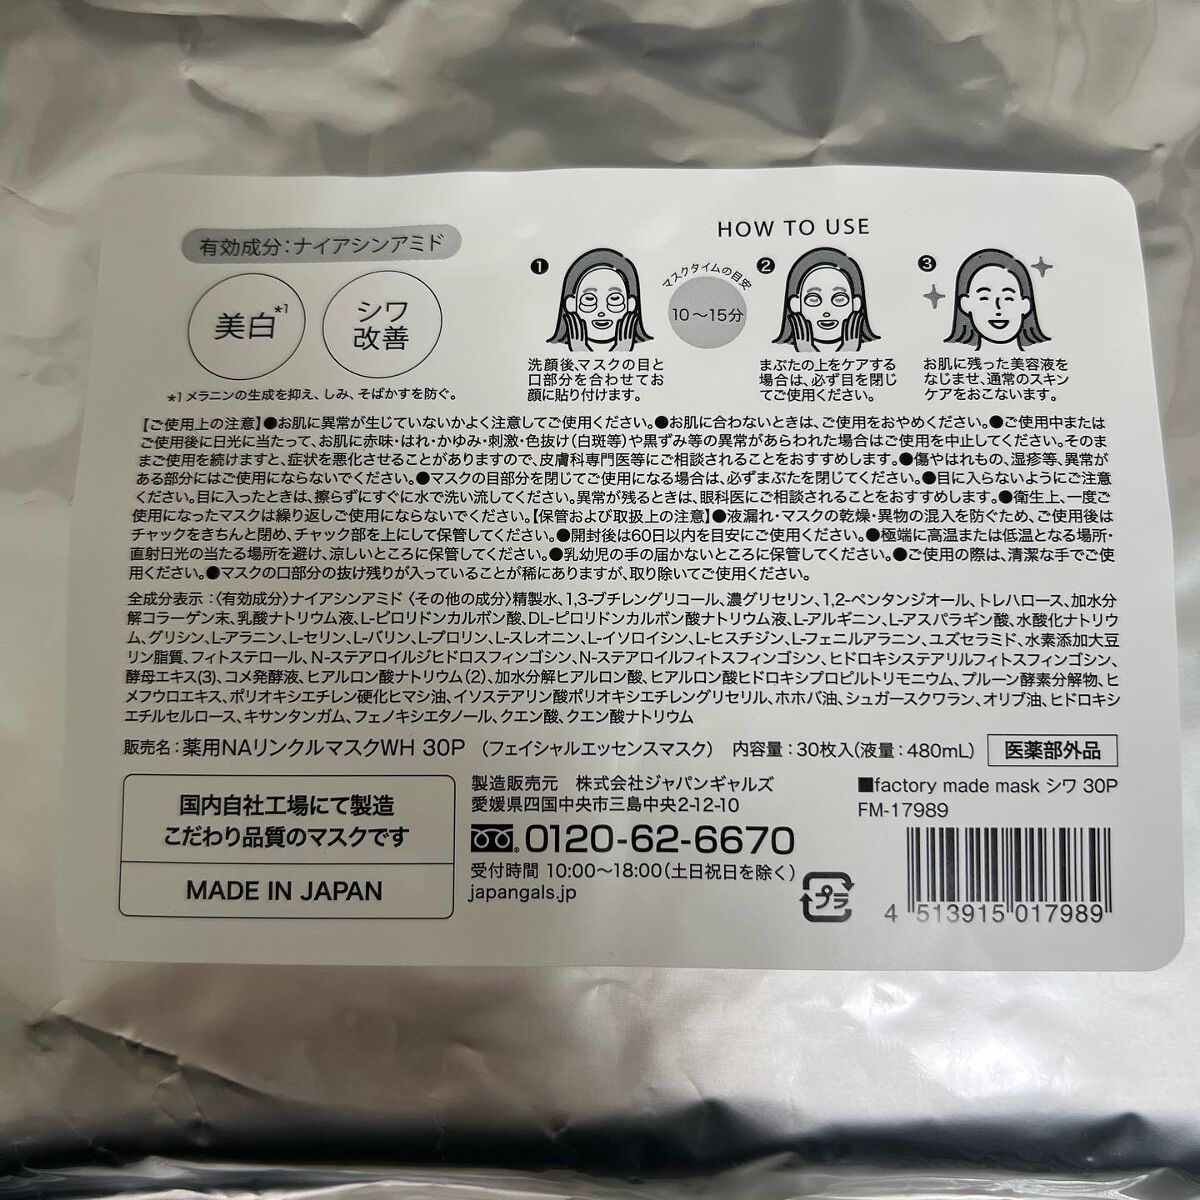 有効成分：ナイアシンアミド
美白*1
シワ
改善
*1 メラニンの生成を抑え、しみ、そばかすを防ぐ。
HOW TO USE
1
洗顔後、マスクの目と
口部分を合わせてお
顔に貼り付けます。
マスクタイムの目安
10～15分
2
まぶたの上をケアする
場合は、必ず目を閉じ
てご使用ください。
3
お肌に残った美容液を
なじませ、通常のスキン
ケアをおこないます。
【ご使用上の注意】●お肌に異常が生じていないかよく注意してご使用ください。●お肌に合わないときは、ご使用をおやめください。●ご使用中または
ご使用後に日光に当たって、お肌に赤味・はれ・かゆみ・刺激・色抜け(白斑等)や黒ずみ等の異常があらわれた場合はご使用を中止してください。そのま
まご使用を続けますと、症状を悪化させることがありますので、皮膚科専門医等にご相談されることをおすすめします。●傷やはれもの、湿疹等、異常が
ある部分にはご使用にならないでください。●マスクの目部分を閉じてご使用になる場合は、必ずまぶたを閉じてください。●目に入らないようにご注意
ください。目に入ったときは、擦らずにすぐに水で洗い流してください。異常が残るときは、眼科医にご相談されることをおすすめします。●衛生上、一度ご
使用になったマスクは繰り返しご使用にならないでください。【保管および取扱上の注意】●液漏れ・マスクの乾燥・異物の混入を防ぐため、ご使用後は
チャックをきちんと閉め、チャック部を上にして保管してください。●開封後は60日以内を目安にご使用ください。●極端に高温または低温となる場所・
直射日光の当たる場所を避け、涼しいところに保管してください。●乳幼児の手の届かないところに保管してください。●ご使用の際は、清潔な手でご使
用ください。●マスクの口部分の抜け残りが入っていることが稀にありますが、取り除いてご使用ください。
全成分表示：〈有効成分〉ナイアシンアミド〈その他の成分〉精製水、1,3-ブチレングリコール、濃グリセリン、1,2-ペンタンジオール、トレハロース、加水分
解コラーゲン末、乳酸ナトリウム液、L-ピロリドンカルボン酸、DL-ピロリドンカルボン酸ナトリウム液、L-アルギニン、L-アスパラギン酸、水酸化ナトリウ
ム、グリシン、L-アラニン、L-セリン、L-バリン、L-プロリン、L-スレオニン、L-イソロイシン、L-ヒスチジン、L-フェニルアラニン、ユズセラミド、水素添加大豆
リン脂質、フィトステロール、N-ステアロイルジヒドロスフィンゴシン、N-ステアロイルフィトスフィンゴシン、ヒドロキシステアリルフィトスフィンゴシン、
酵母エキス(3)、コメ発酵液、ヒアルロン酸ナトリウム(2)、加水分解ヒアルロン酸、ヒアルロン酸ヒドロキシプロピルトリモニウム、プルーン酵素分解物、ヒ
メフウロエキス、ポリオキシエチレン硬化ヒマシ油、イソステアリン酸ポリオキシエチレングリセリル、ホホバ油、シュガースクワラン、オリブ油、ヒドロキシ
エチルセルロース、キサンタンガム、フェノキシエタノール、クエン酸、クエン酸ナトリウム
販売名：薬用NAリンクルマスクWH 30P （フェイシャルエッセンスマスク） 内容量：30枚入(液量：480mL) 医薬部外品
国内自社工場にて製造
こだわり品質のマスクです
MADE IN JAPAN
製造販売元 株式会社ジャパンギャルズ
愛媛県四国中央市三島中央2-12-10
0120-62-6670
受付時間 10:00～18:00(土日祝日を除く)
japangals.jp
プラ
■factory made mask シワ 30P
FM-17989
4 513915 017989